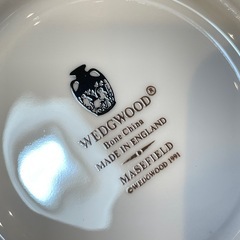 WEDGWOOD®
Bone China
MADE IN ENGLAND
MASEFIELD
© WEDGWOOD 1991